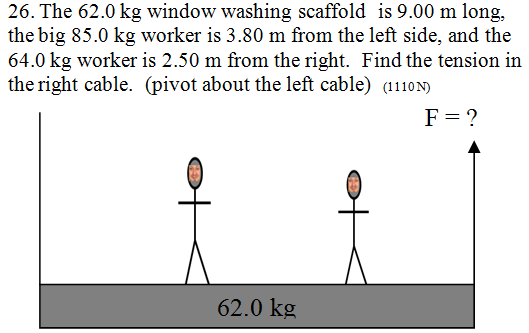 26. The 62.0 kg window washing scaffold is 9.00 m long,
the big 85.0 kg worker is 3.80 m from the left side, and the
64.0 kg worker is 2.50 m from the right. Find the tension in
the right cable. (pivot about the left cable) (1110 N)
F = ?
62.0 kg